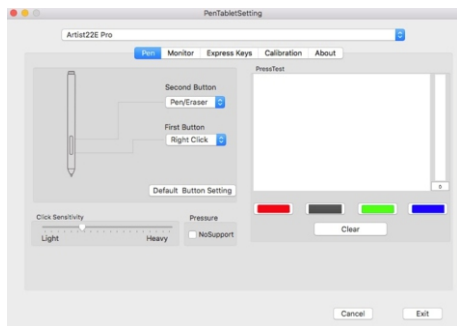 PenTabletSetting
Artist22E Pro
Pen Monitor Express Keys Calibration About
PressTest
Second Button
Pen/Eraser
First Button
Right Click
Default Button Setting
0
Click Sensitivity
Light Heavy
Pressure
NoSupport
Clear
Cancel Exit